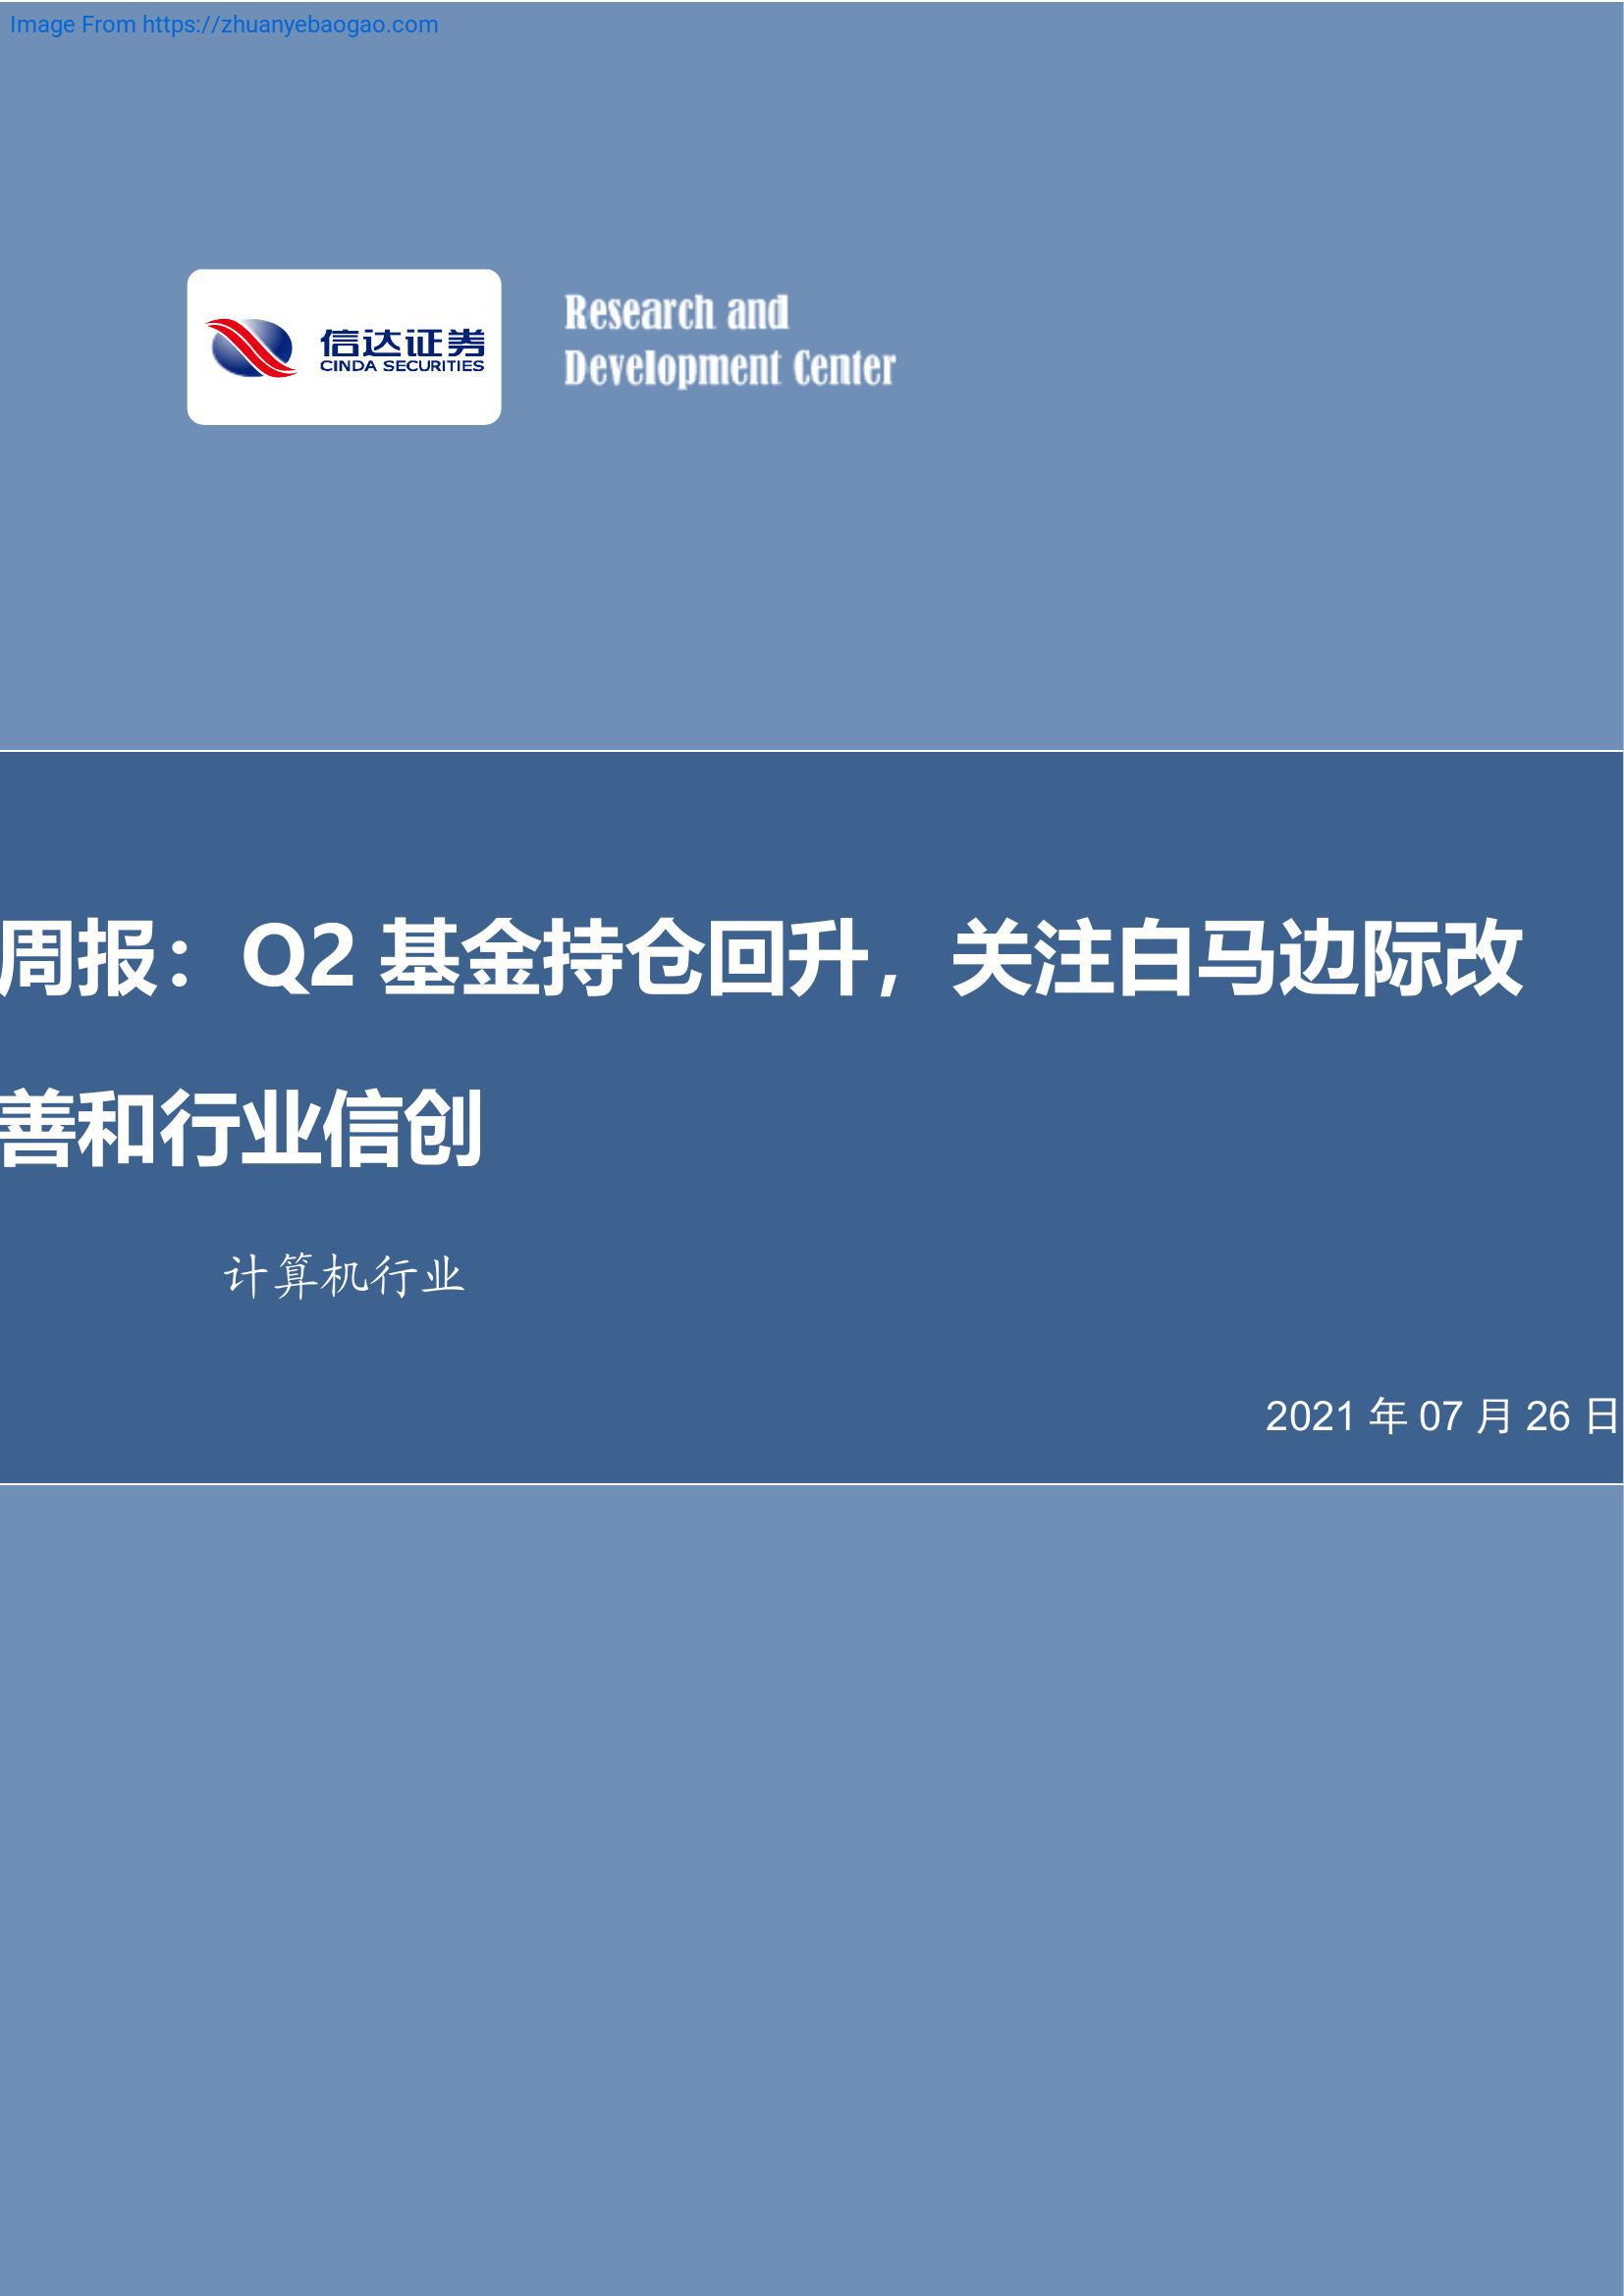 Image From https://zhuanyebaogao.com
信达证券
CINDA SECURITIES
Research and
Development Center
周报：Q2 基金持仓回升，关注白马边际改
善和行业信创
计算机行业
2021 年 07 月 26 日